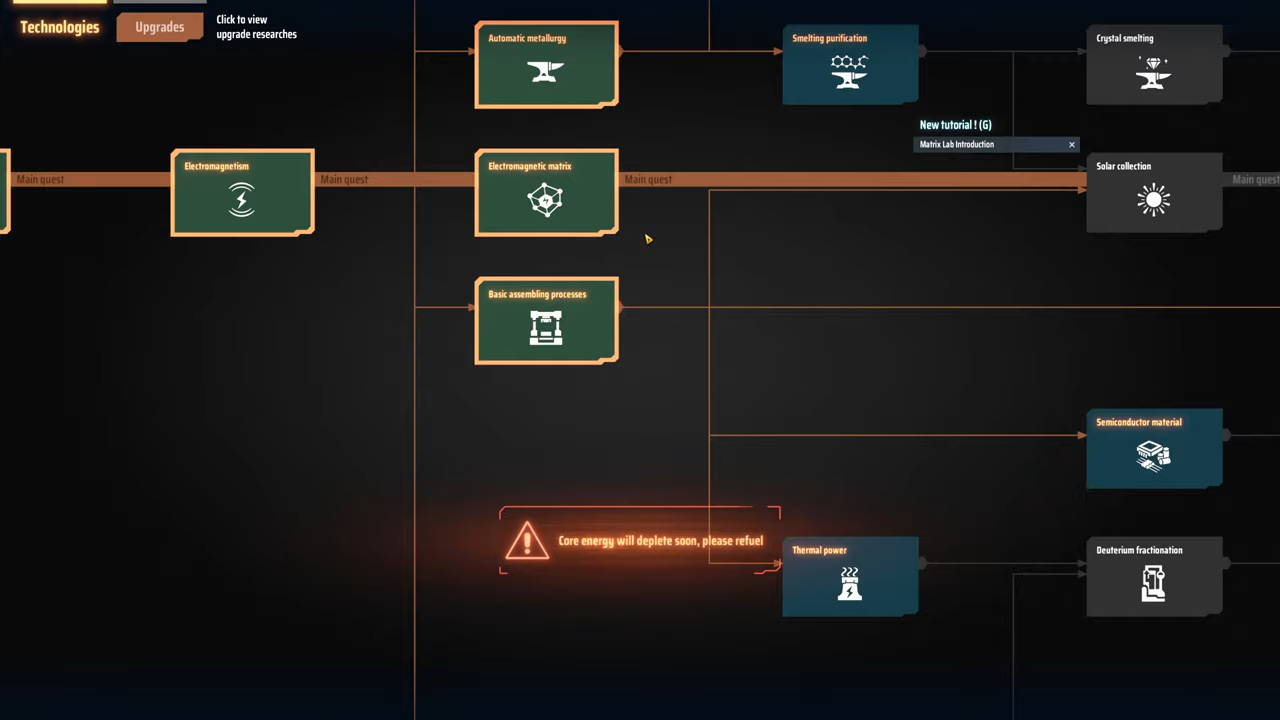 Technologies
Upgrades
Click to view
upgrade researches
Automatic metallurgy
Smelting purification
Crystal smelting
New tutorial ! (G)
Matrix Lab Introduction
Main quest
Electromagnetism
Main quest
Electromagnetic matrix
Main quest
Solar collection
Main quest
Basic assembling processes
Semiconductor material
Core energy will deplete soon, please refuel
Thermal power
Deuterium fractionation